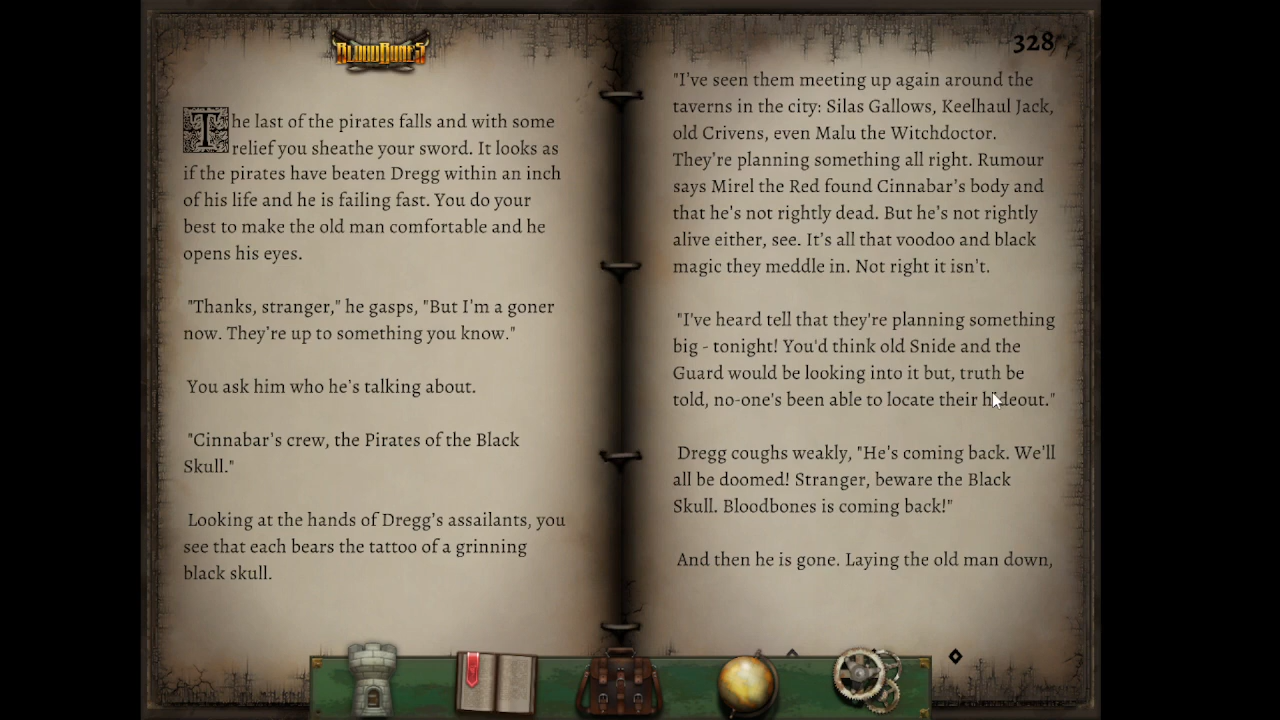 BLOODBONES
The last of the pirates falls and with some
relief you sheathe your sword. It looks as
if the pirates have beaten Dregg within an inch
of his life and he is failing fast. You do your
best to make the old man comfortable and he
opens his eyes.
"Thanks, stranger," he gasps, "But I'm a goner
now. They're up to something you know."
You ask him who he's talking about.
"Cinnabar's crew, the Pirates of the Black
Skull."
Looking at the hands of Dregg's assailants, you
see that each bears the tattoo of a grinning
black skull.
328
"I've seen them meeting up again around the
taverns in the city: Silas Gallows, Keelhaul Jack,
old Crivens, even Malu the Witchdoctor.
They're planning something all right. Rumour
says Mirel the Red found Cinnabar's body and
that he's not rightly dead. But he's not rightly
alive either, see. It's all that voodoo and black
magic they meddle in. Not right it isn't.
"I've heard tell that they're planning something
big - tonight! You'd think old Snide and the
Guard would be looking into it but, truth be
told, no-one's been able to locate their hideout."
Dregg coughs weakly, "He's coming back. We'll
all be doomed! Stranger, beware the Black
Skull. Bloodbones is coming back!"
And then he is gone. Laying the old man down,